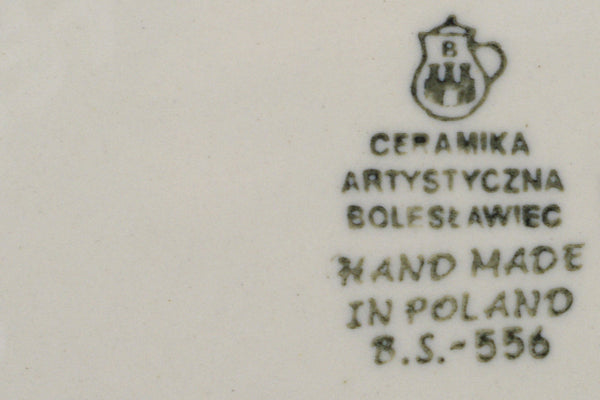 B
CERAMIKA
ARTYSTYCZNA
BOLESŁAWIEC
HAND MADE
IN POLAND
B.S.-556